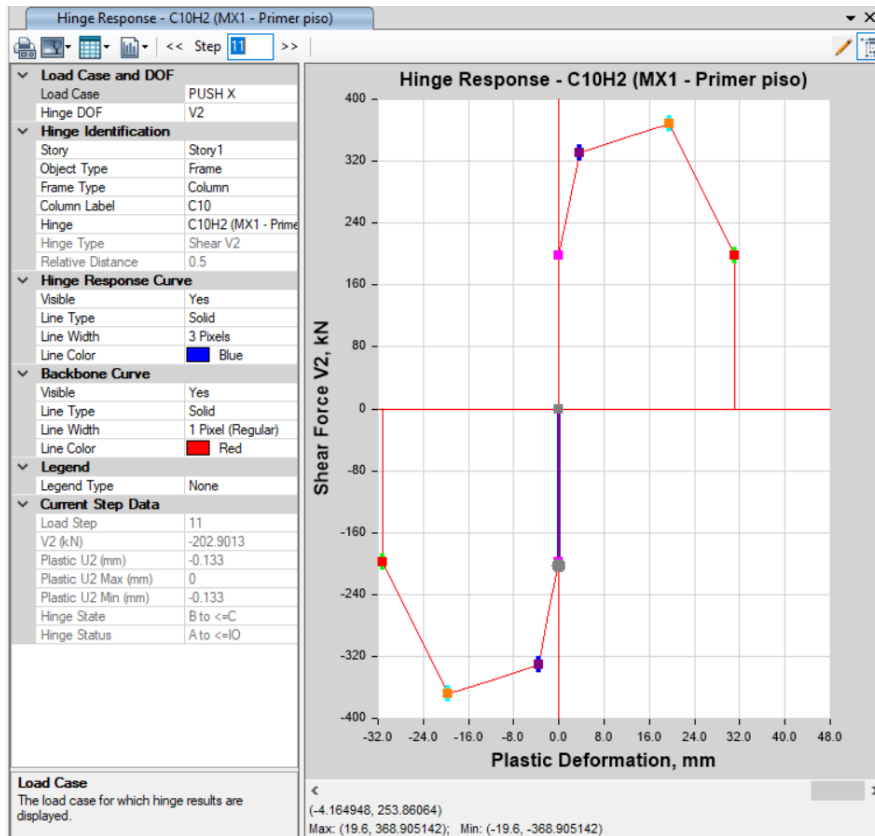 Hinge Response - C10H2 (MX1 - Primer piso)
<< Step 11 >>
Load Case and DOF
Load Case PUSH X
Hinge DOF V2
Hinge Identification
Story Story1
Object Type Frame
Frame Type Column
Column Label C10
Hinge C10H2 (MX1 - Prime
Hinge Type Shear V2
Relative Distance 0.5
Hinge Response Curve
Visible Yes
Line Type Solid
Line Width 3 Pixels
Line Color Blue
Backbone Curve
Visible Yes
Line Type Solid
Line Width 1 Pixel (Regular)
Line Color Red
Legend
Legend Type None
Current Step Data
Load Step 11
V2 (kN) -202.9013
Plastic U2 (mm) -0.133
Plastic U2 Max (mm) 0
Plastic U2 Min (mm) -0.133
Hinge State B to <=C
Hinge Status A to <=IO
Load Case
The load case for which hinge results are
displayed.
Hinge Response - C10H2 (MX1 - Primer piso)
Shear Force V2, kN
400
320
240
160
80
0
-80
-160
-240
-320
-400
-32.0 -24.0 -16.0 -8.0 0.0 8.0 16.0 24.0 32.0 40.0 48.0
Plastic Deformation, mm
(-4.164948, 253.86064)
Max: (19.6, 368.905142); Min: (-19.6, -368.905142)